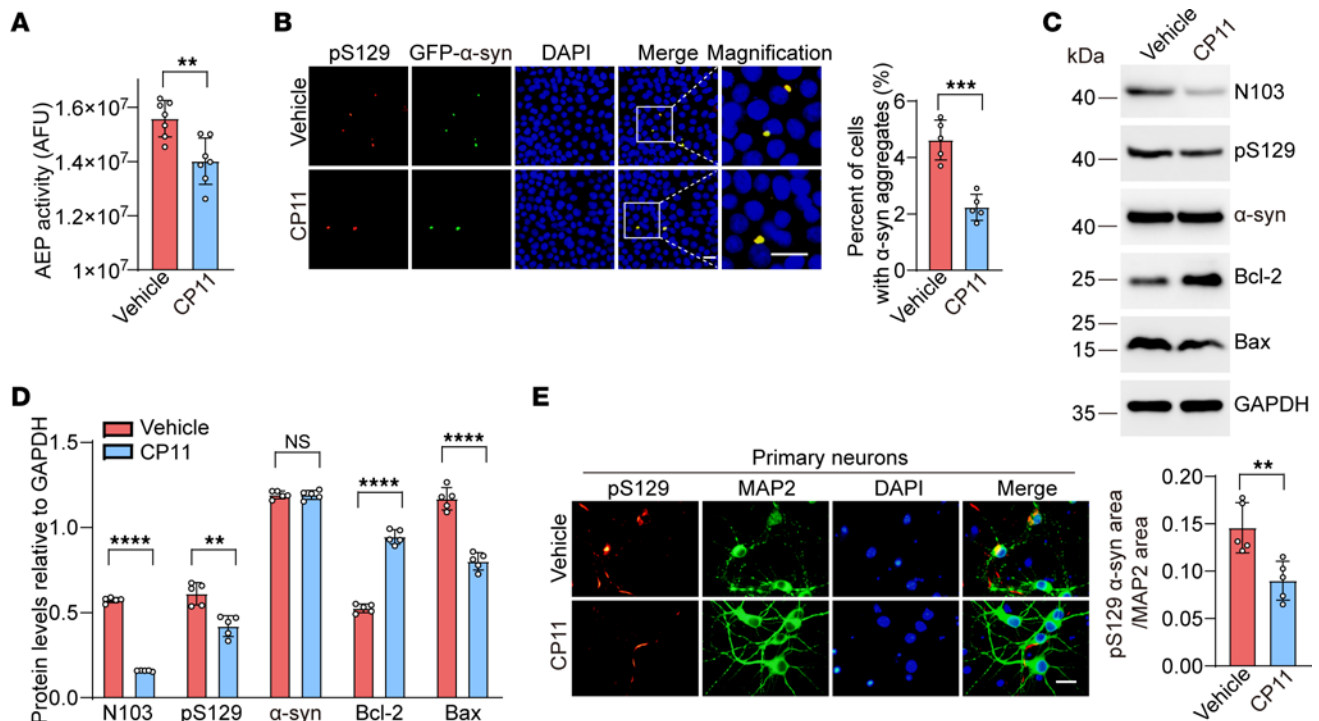 A
AEP activity (AFU)
1.6×10⁷
1.4×10⁷
1.2×10⁷
1×10⁷
**
Vehicle
CP11
B
pS129 GFP-α-syn DAPI Merge Magnification
Vehicle
CP11
Percent of cells
with α-syn aggregates (%)
6
4
2
0
***
Vehicle
CP11
C
Vehicle
CP11
kDa
40 N103
40 pS129
40 α-syn
25 Bcl-2
25
15 Bax
35 GAPDH
D
Protein levels relative to GAPDH
Vehicle
CP11
1.5
1.0
0.5
0.0
****
**
NS
****
****
N103 pS129 α-syn Bcl-2 Bax
E
Primary neurons
pS129 MAP2 DAPI Merge
Vehicle
CP11
pS129 α-syn area
/MAP2 area
0.20
0.15
0.10
0.05
0.00
**
Vehicle
CP11